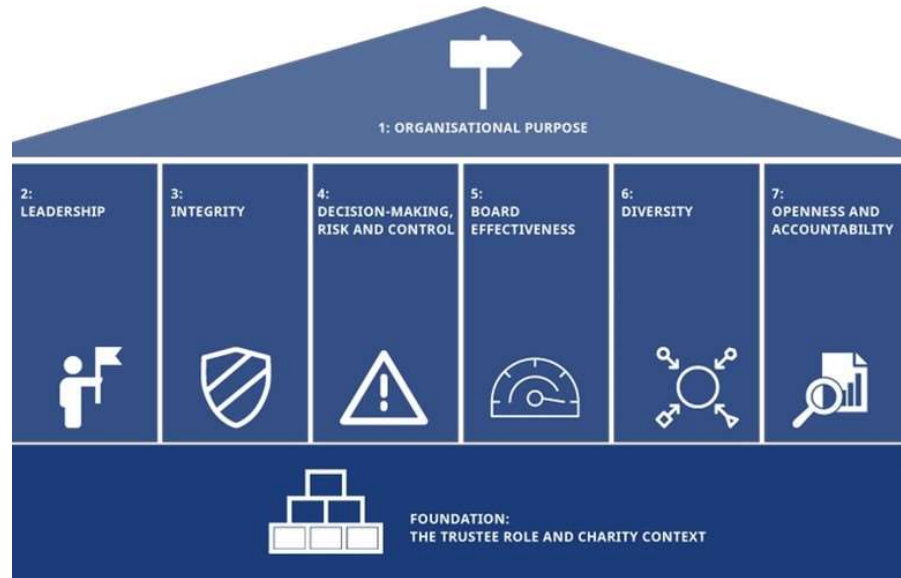 1: ORGANISATIONAL PURPOSE
2:
LEADERSHIP
3:
INTEGRITY
4:
DECISION-MAKING,
RISK AND CONTROL
5:
BOARD
EFFECTIVENESS
6:
DIVERSITY
7:
OPENNESS AND
ACCOUNTABILITY
FOUNDATION:
THE TRUSTEE ROLE AND CHARITY CONTEXT